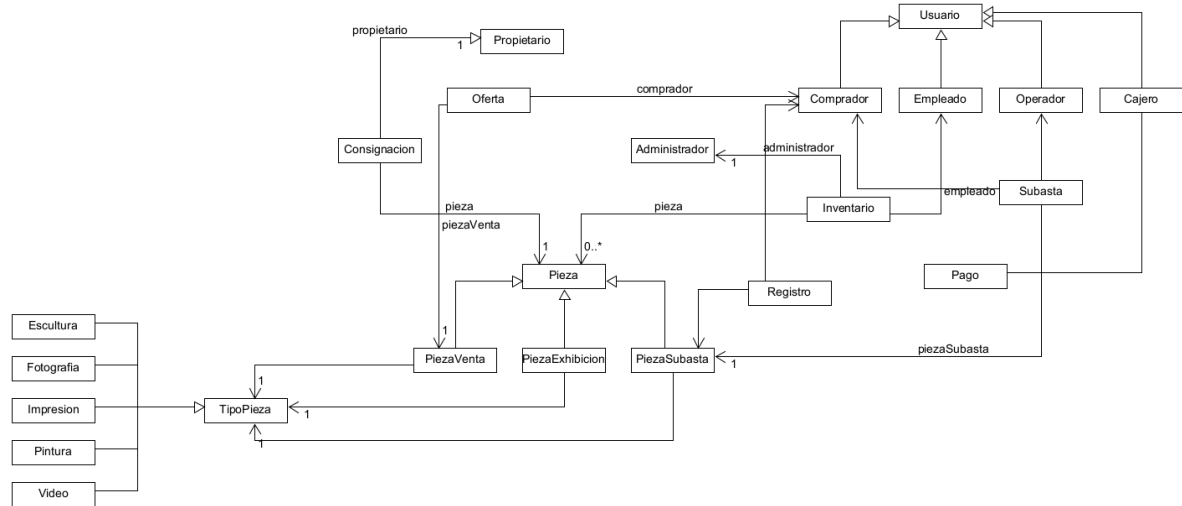 Usuario
propietario
1
Propietario
Oferta
comprador
Comprador
Empleado
Operador
Cajero
Consignacion
Administrador
1
administrador
empleado
Subasta
Inventario
pieza
piezaVenta
pieza
1
0..*
Pieza
Pago
Registro
Escultura
1
PiezaVenta
PiezaExhibicion
PiezaSubasta
1
piezaSubasta
Fotografia
1
Impresion
TipoPieza
1
1
Pintura
Video